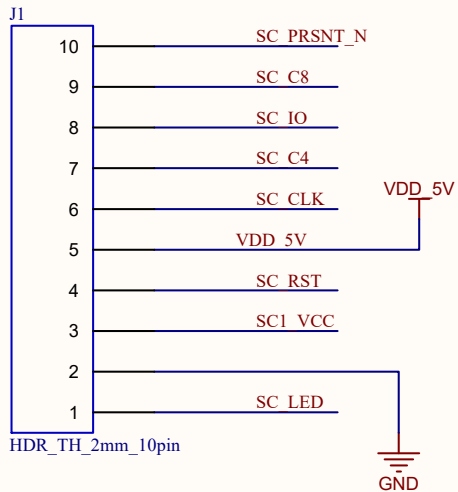 J1
10 SC_PRSNT_N
9 SC_C8
8 SC_IO
7 SC_C4
VDD_5V
6 SC_CLK
5 VDD_5V
4 SC_RST
3 SC1_VCC
2
1 SC_LED
HDR_TH_2mm_10pin
GND